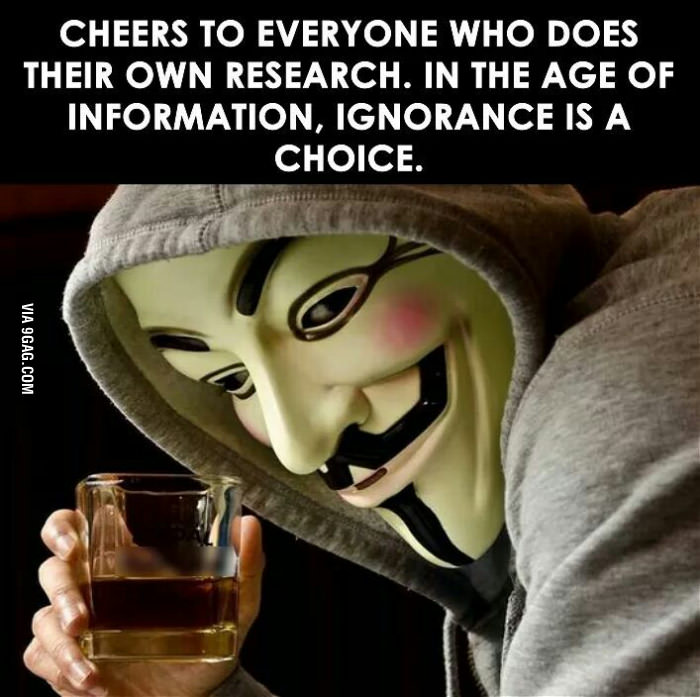 CHEERS TO EVERYONE WHO DOES
THEIR OWN RESEARCH. IN THE AGE OF
INFORMATION, IGNORANCE IS A
CHOICE.
VIA 9GAG.COM